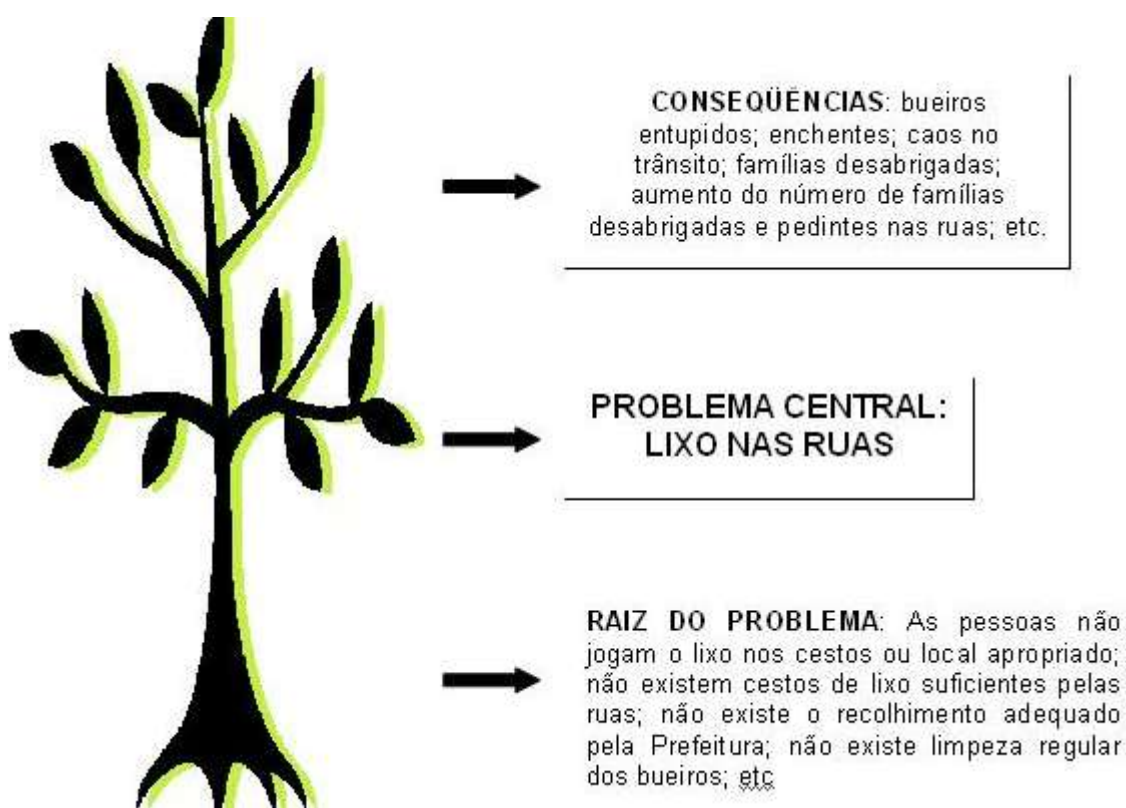 CONSEQÜÊNCIAS: bueiros
entupidos; enchentes; caos no
trânsito; famílias desabrigadas;
aumento do número de famílias
desabrigadas e pedintes nas ruas; etc.
PROBLEMA CENTRAL:
LIXO NAS RUAS
RAIZ DO PROBLEMA: As pessoas não
jogam o lixo nos cestos ou local apropriado;
não existem cestos de lixo suficientes pelas
ruas; não existe o recolhimento adequado
pela Prefeitura; não existe limpeza regular
dos bueiros; etc